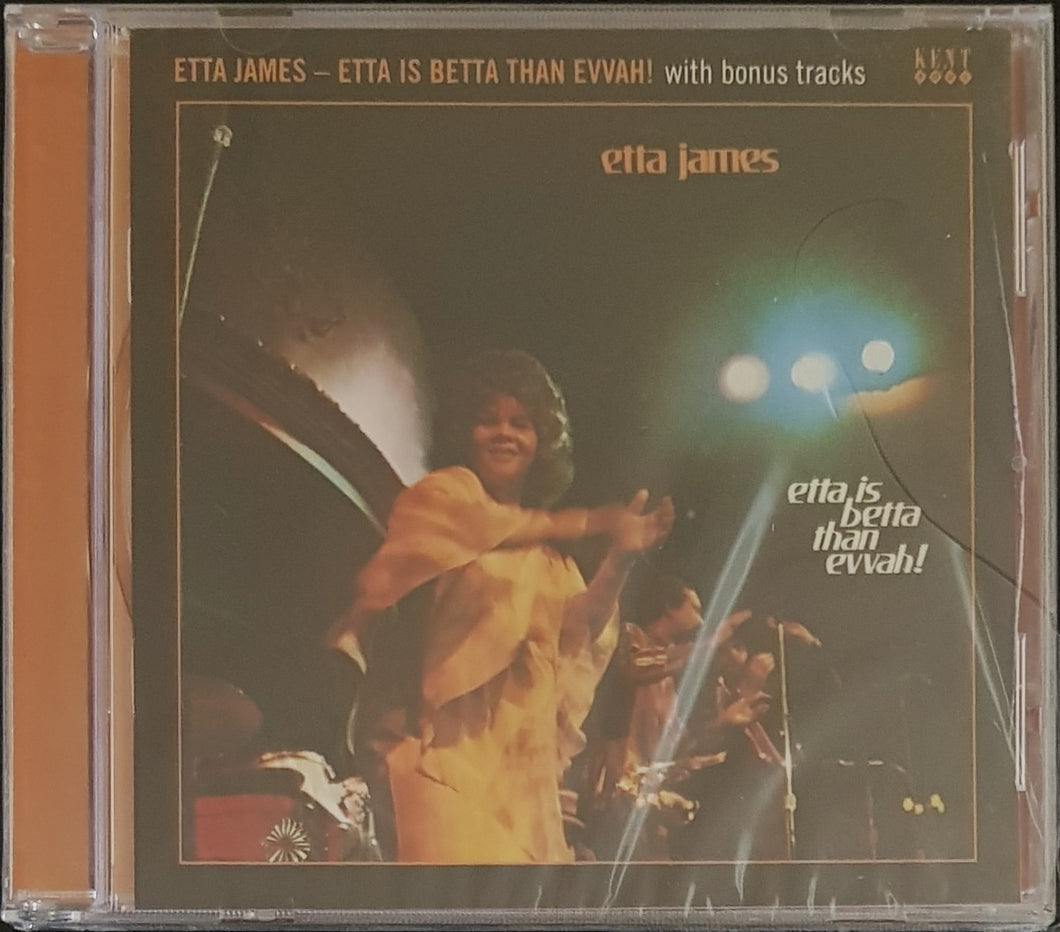 ETTA JAMES – ETTA IS BETTA THAN EVVAH! with bonus tracks
KENT
etta james
etta is
betta
than
evvah!